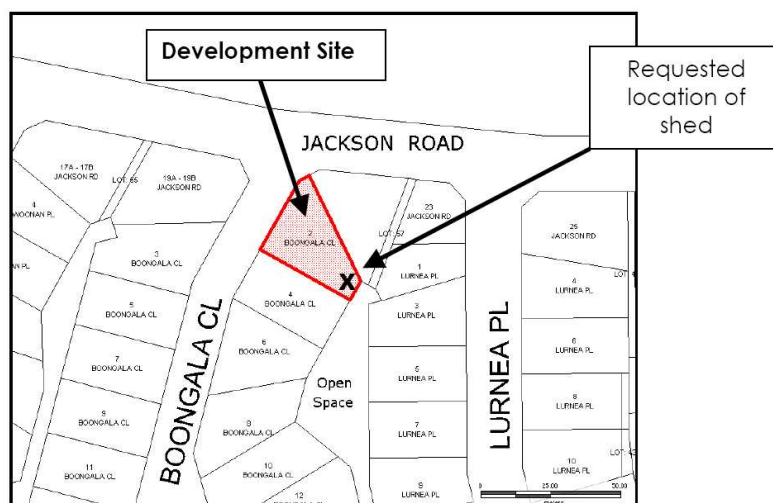 Development Site
Requested
location of
shed
JACKSON ROAD
17A - 17B
JACKSON RD
LOT: 65
19A - 19B
JACKSON RD
4
WOONAN PL
AN PL
3
BOONGALA CL
5
BOONGALA CL
7
BOONGALA CL
9
BOONGALA CL
11
BOONGALA CL
BOONGALA CL
2
BOONGALA CL
X
4
BOONGALA CL
6
BOONGALA CL
8
BOONGALA CL
10
BOONGALA CL
12
Open
Space
LOT: 57
23
JACKSON RD
1
LURNEA PL
3
LURNEA PL
5
LURNEA PL
7
LURNEA PL
9
LURNEA PL
LURNEA PL
25
JACKSON RD
4
LURNEA PL
6
LURNEA PL
8
LURNEA PL
10
LURNEA PL
0
25.00
50.00